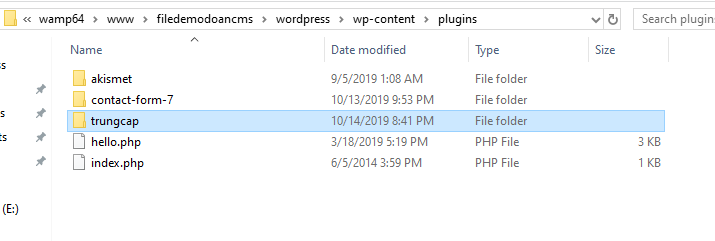 « wamp64 > www > filedemodoancms > wordpress > wp-content > plugins Search plugin
Name Date modified Type Size
akismet 9/5/2019 1:08 AM File folder
contact-form-7 10/13/2019 9:53 PM File folder
trungcap 10/14/2019 8:41 PM File folder
hello.php 3/18/2019 5:19 PM PHP File 3 KB
index.php 6/5/2014 3:59 PM PHP File 1 KB
(E:)